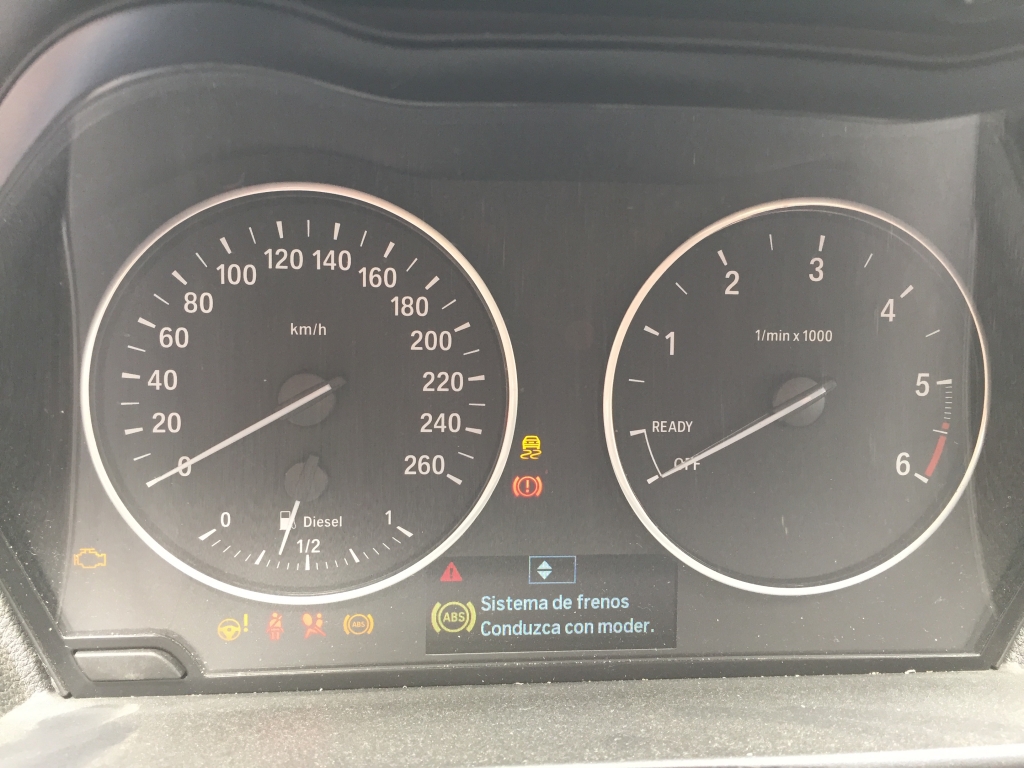 0
20
40
60
80
100
120
140
160
180
200
220
240
260
km/h
0
1/2
1
Diesel
OFF
READY
1
2
3
4
5
6
1/min x 1000
!
ABS
ABS
Sistema de frenos
Conduzca con moder.